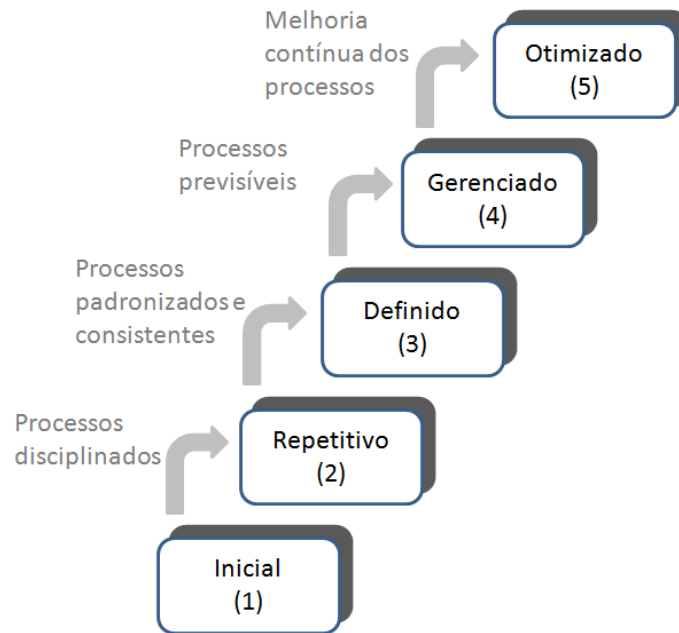 Melhoria
contínua dos
processos
Otimizado
(5)
Processos
previsíveis
Gerenciado
(4)
Processos
padronizados e
consistentes
Definido
(3)
Processos
disciplinados
Repetitivo
(2)
Inicial
(1)